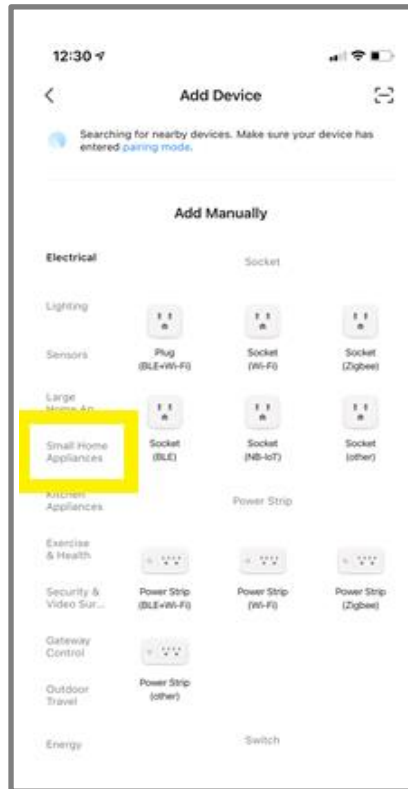 12:30
Add Device
Searching for nearby devices. Make sure your device has
entered pairing mode.
Add Manually
Electrical
Socket
Lighting
Sensors
Plug
(BLE+Wi-Fi)
Socket
(Wi-Fi)
Socket
(Zigbee)
Large
Home Ap...
Small Home
Appliances
Socket
(BLE)
Socket
(NB-IoT)
Socket
(other)
Kitchen
Appliances
Power Strip
Exercise
& Health
Security &
Video Sur...
Power Strip
(BLE+Wi-Fi)
Power Strip
(Wi-Fi)
Power Strip
(Zigbee)
Gateway
Control
Outdoor
Travel
Power Strip
(other)
Energy
Switch